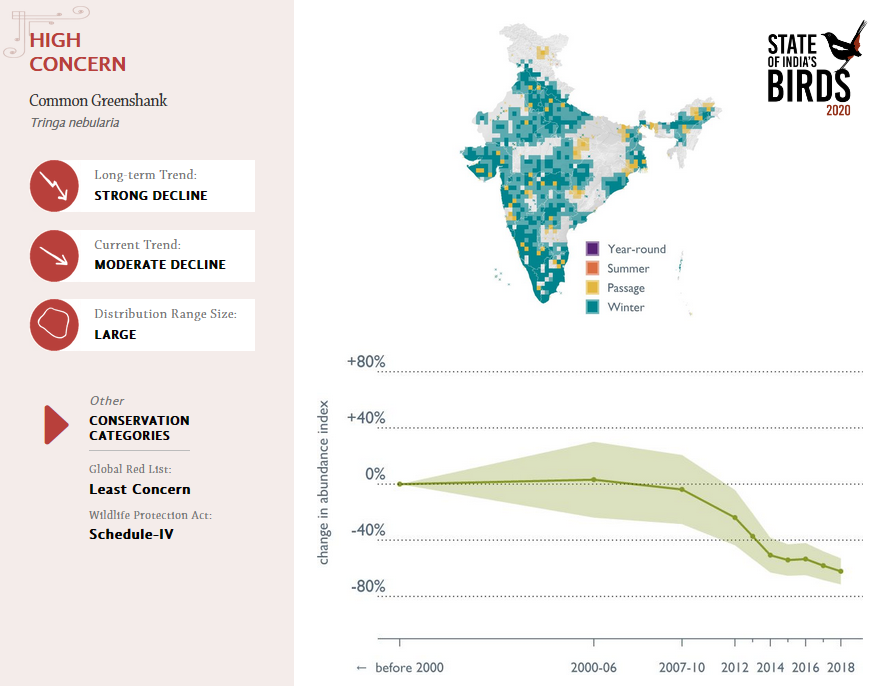 HIGH
CONCERN
Common Greenshank
Tringa nebularia
Long-term Trend:
STRONG DECLINE
Current Trend:
MODERATE DECLINE
Distribution Range Size:
LARGE
Other
CONSERVATION
CATEGORIES
Global Red List:
Least Concern
Wildlife Protection Act:
Schedule-IV
STATE
OF INDIA'S
BIRDS
2020
Year-round
Summer
Passage
Winter
change in abundance index
+80%
+40%
0%
-40%
-80%
← before 2000 2000-06 2007-10 2012 2014 2016 2018